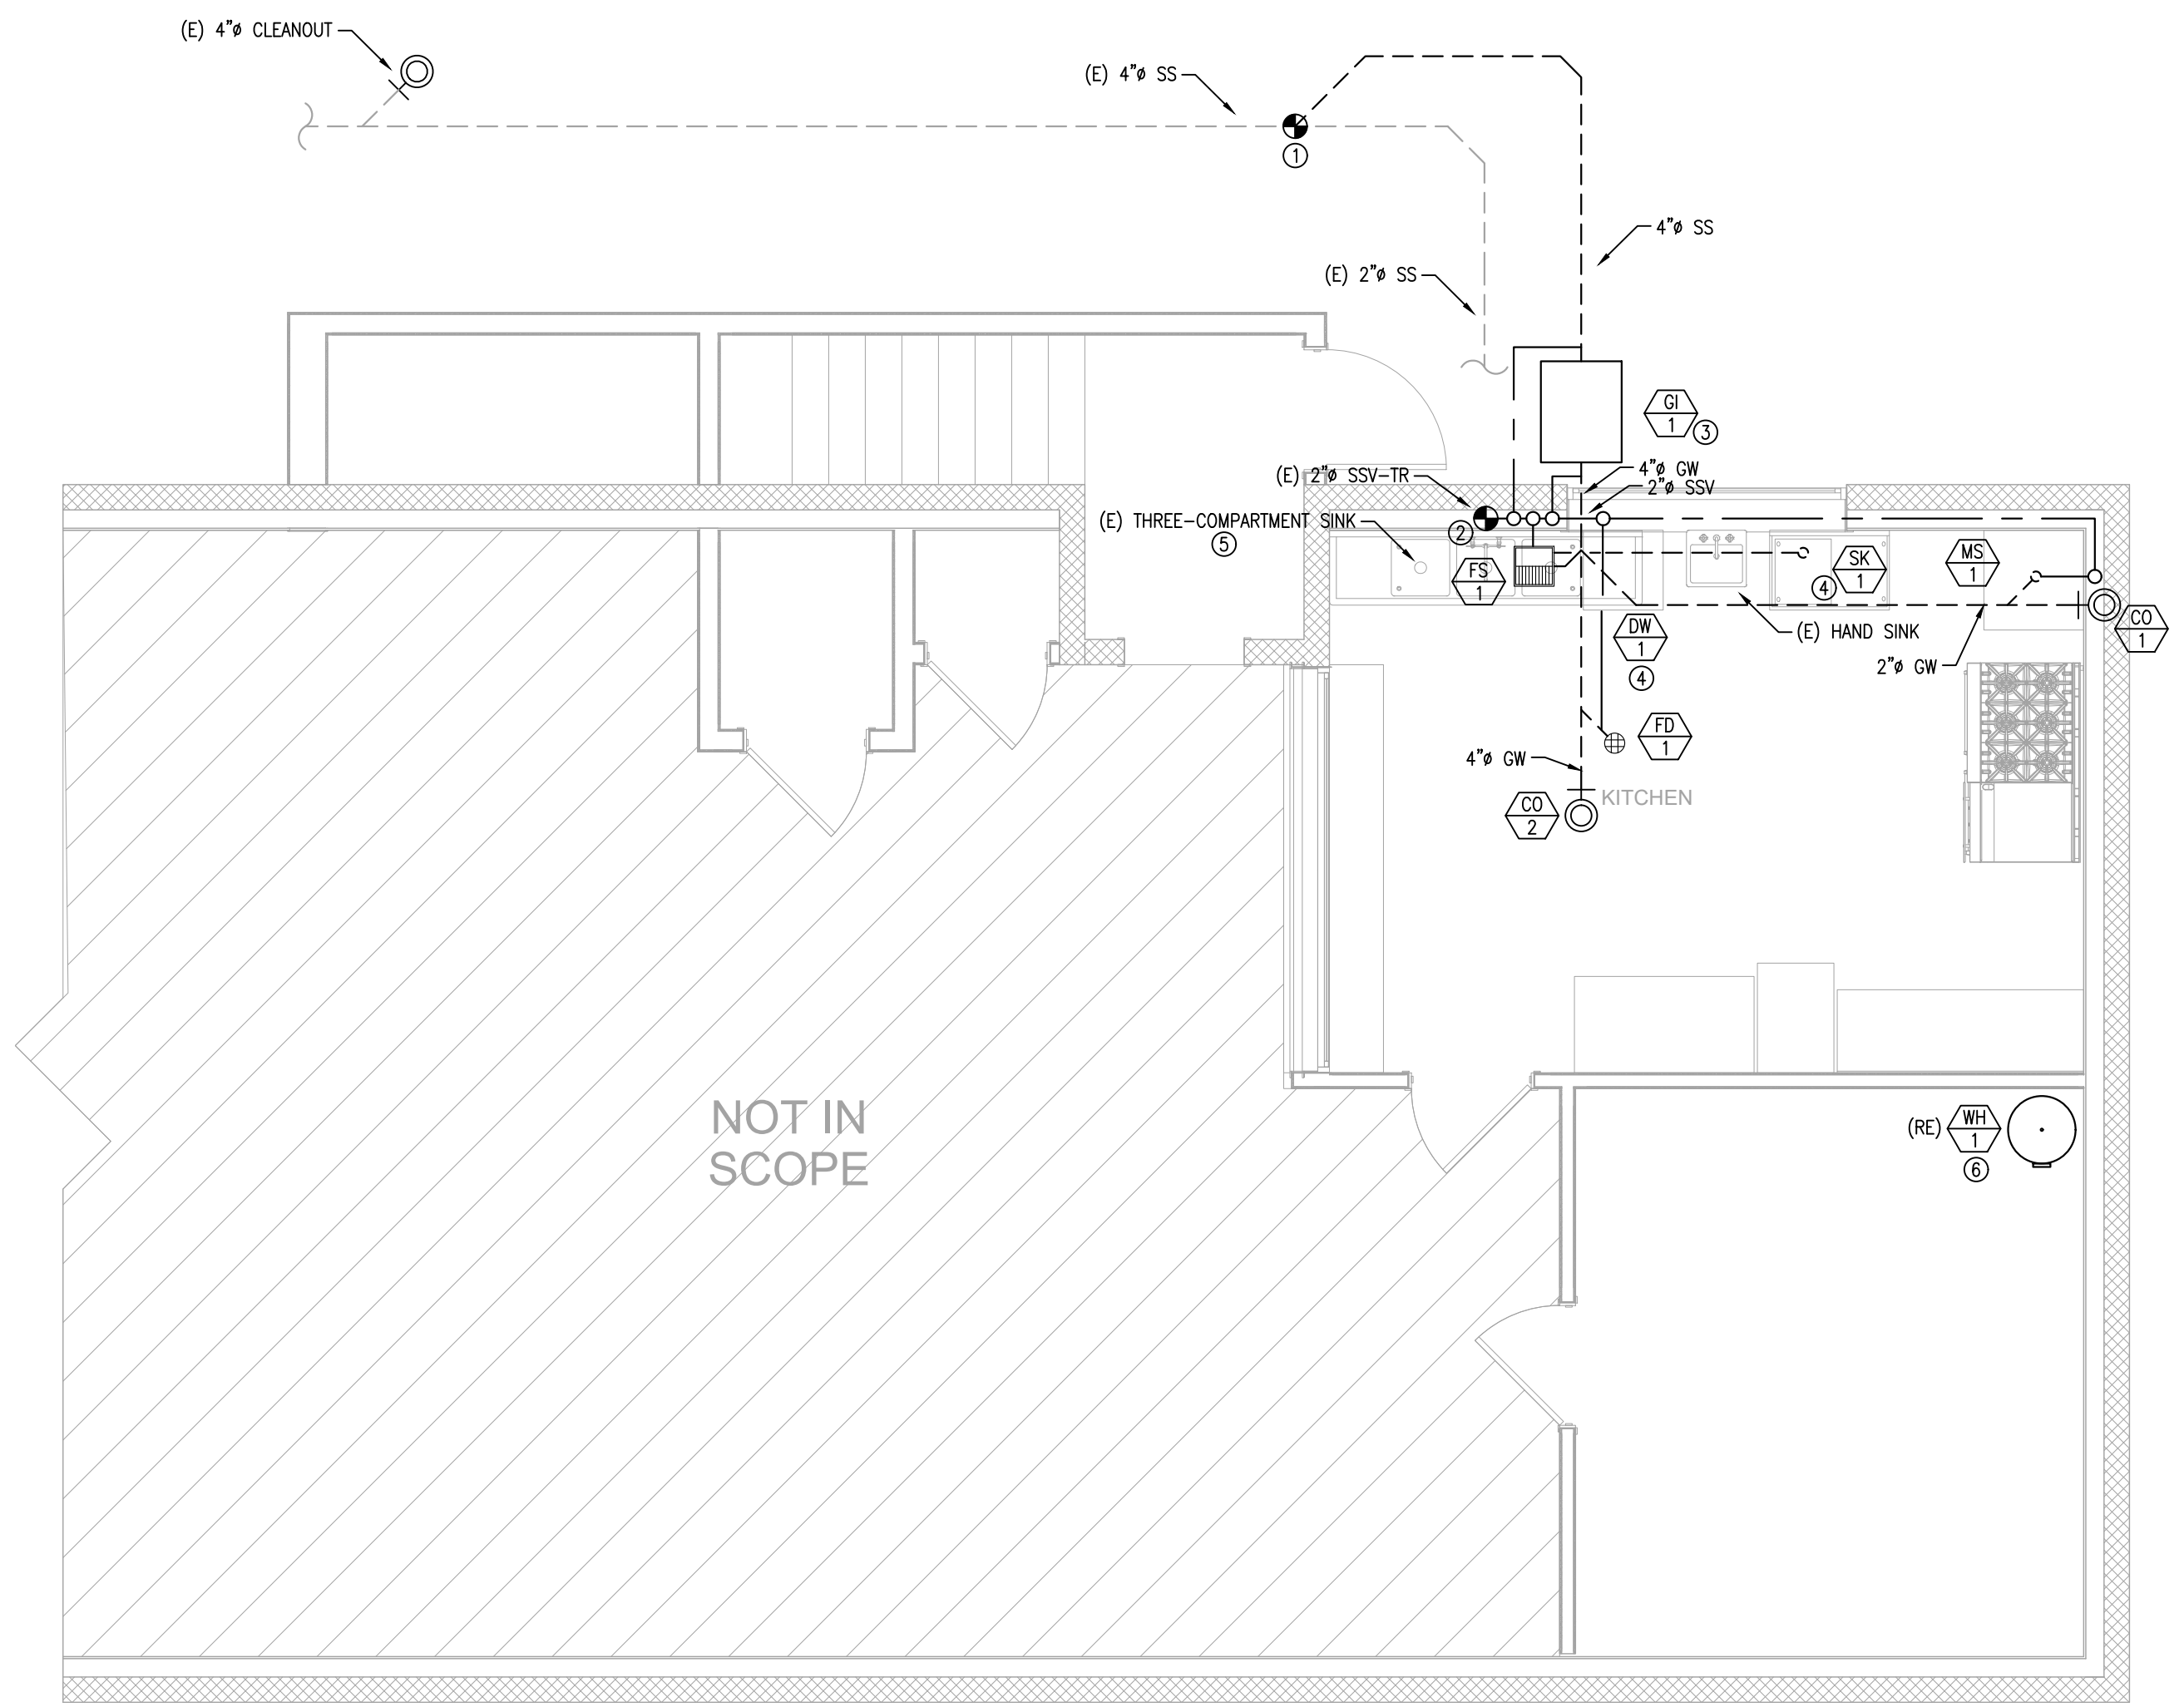 (E) 4"ø CLEANOUT
(E) 4"ø SS
1
4"ø SS
(E) 2"ø SS
GI
1
3
(E) 2"ø SSV-TR
4"ø GW
2"ø SSV
(E) THREE-COMPARTMENT SINK
5
2
FS
1
SK
1
4
MS
1
CO
1
DW
1
4
(E) HAND SINK
2"ø GW
FD
1
4"ø GW
CO
2
KITCHEN
NOT IN
SCOPE
(RE)
WH
1
6